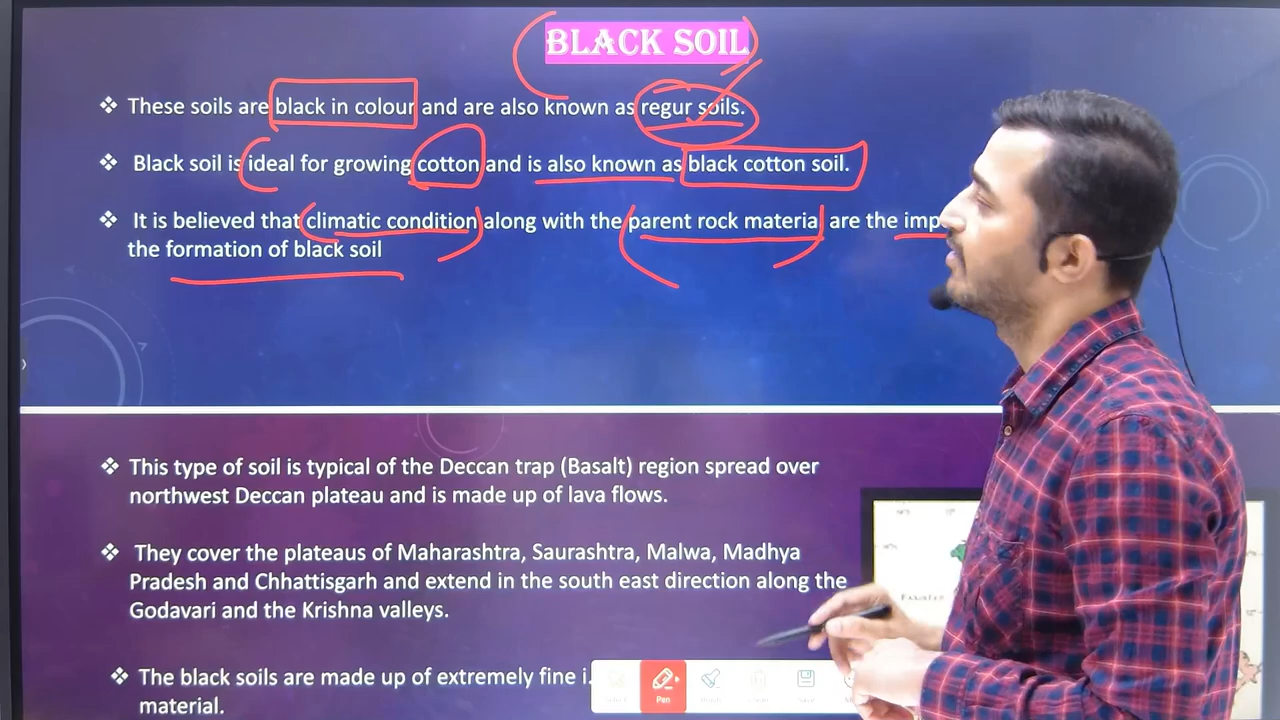 BLACK SOIL
❖ These soils are black in colour and are also known as regur soils.
❖ Black soil is ideal for growing cotton and is also known as black cotton soil.
❖ It is believed that climatic condition along with the parent rock material are the
the formation of black soil
❖ This type of soil is typical of the Deccan trap (Basalt) region spread over
northwest Deccan plateau and is made up of lava flows.
❖ They cover the plateaus of Maharashtra, Saurashtra, Malwa, Madhya
Pradesh and Chhattisgarh and extend in the south east direction along the
Godavari and the Krishna valleys.
❖ The black soils are made up of extremely fine
material.
Pen